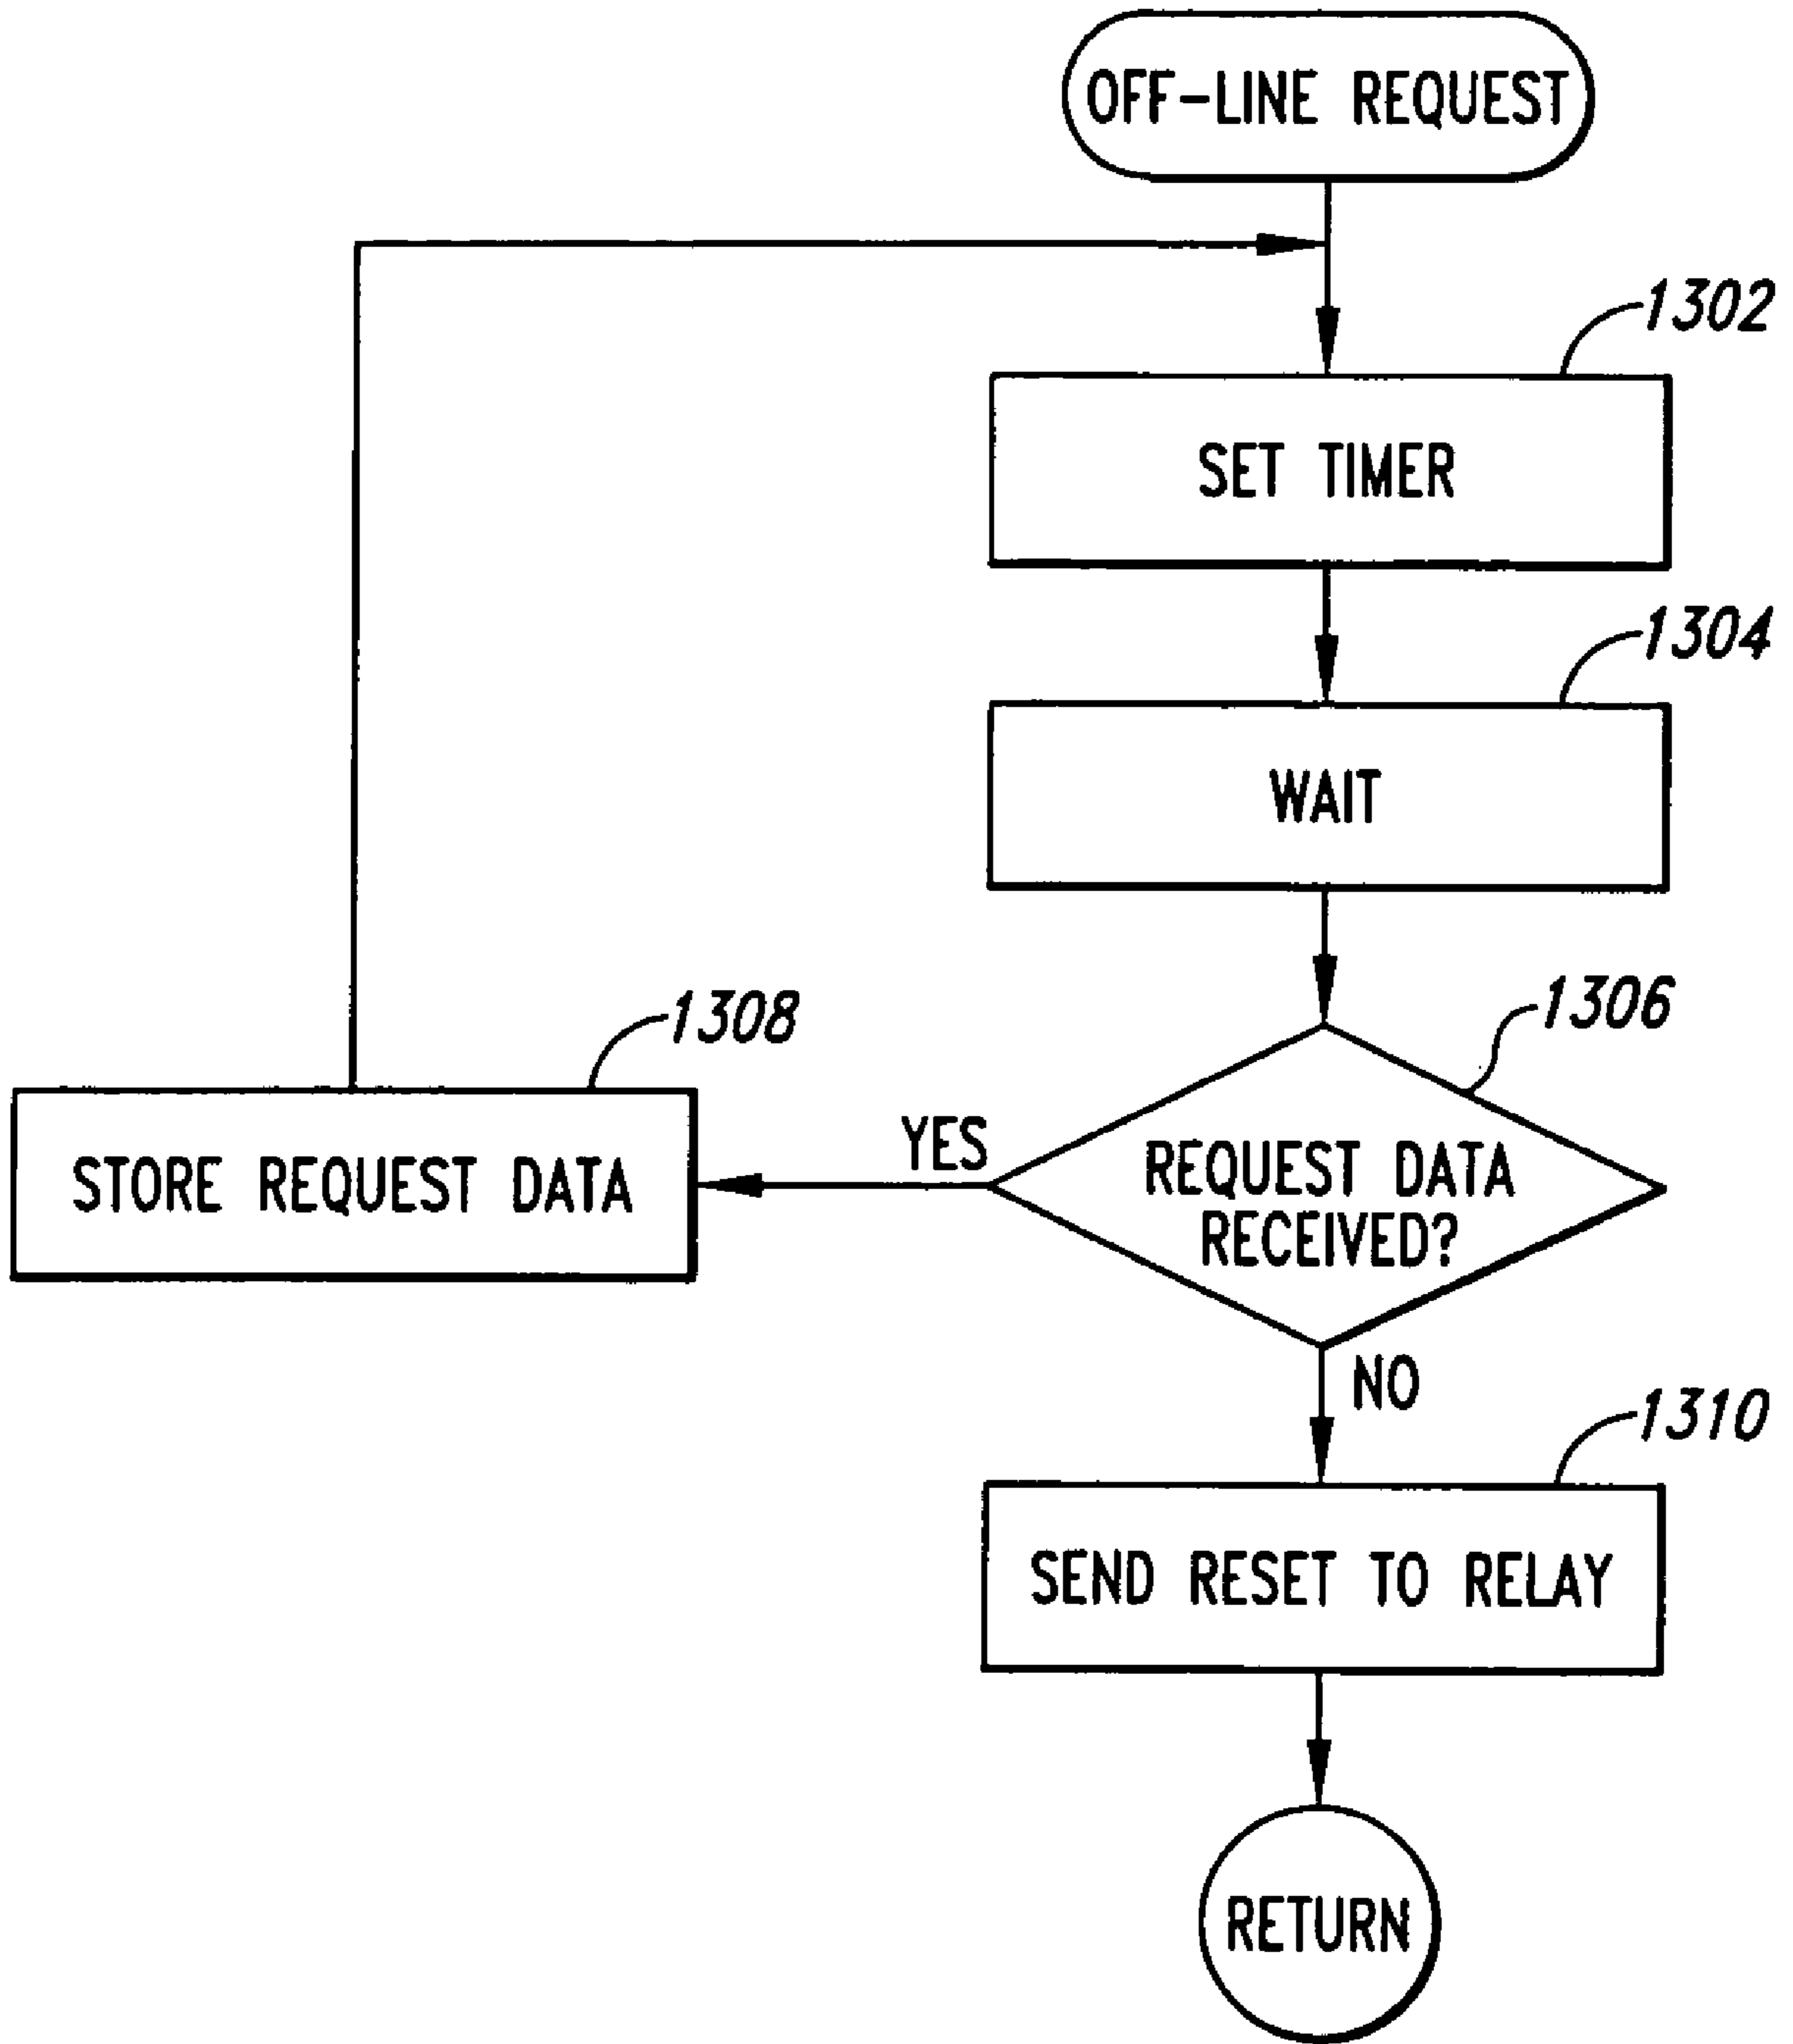 OFF-LINE REQUEST
1302
SET TIMER
1304
WAIT
1306
REQUEST DATA
RECEIVED?
YES
1308
STORE REQUEST DATA
NO
1310
SEND RESET TO RELAY
RETURN